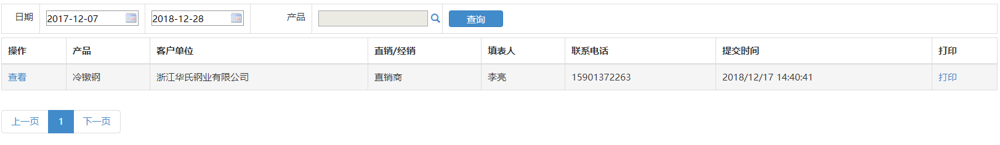 日期 2017-12-07 2018-12-28 产品 查询
操作 产品 客户单位 直销/经销 填表人 联系电话 提交时间 打印
查看 冷镦钢 浙江华氏钢业有限公司 直销商 李亮 15901372263 2018/12/17 14:40:41 打印
上一页 1 下一页